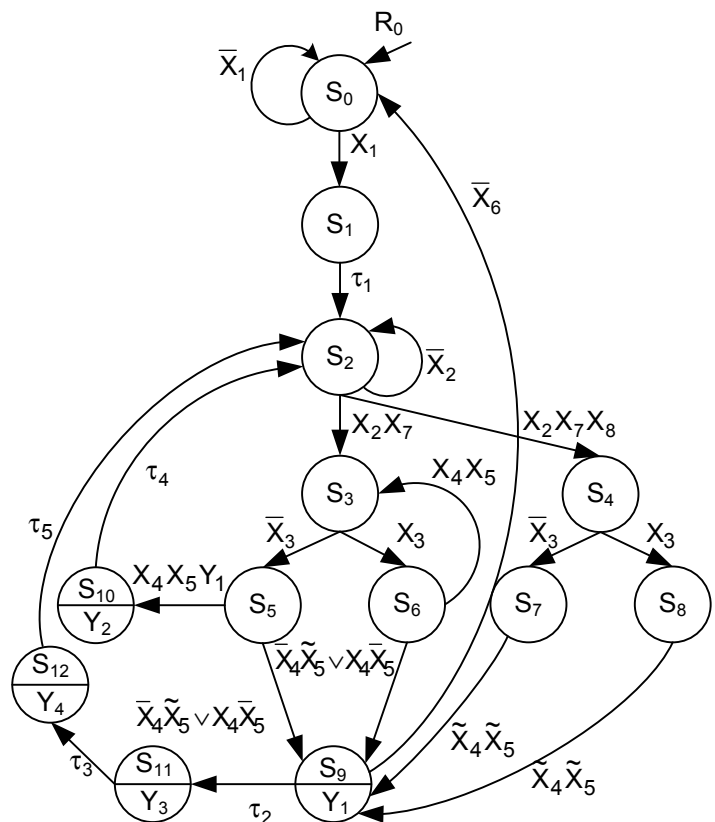 R₀
X̅₁
S₀
X₁
X̅₆
S₁
τ₁
S₂
X̅₂
X₂X₇
X₂X₇X₈
X₄X₅
τ₄
S₃
S₄
τ₅
X̅₃
X₃
X̅₃
X₃
X₄X₅Y₁
S₁₀
Y₂
S₅
S₆
S₇
S₈
X̅₄X̃₅∨X₄X̅₅
S₁₂
Y₄
X̅₄X̃₅∨X₄X̅₅
X̃₄X̃₅
X̃₄X̃₅
τ₃
S₁₁
Y₃
τ₂
S₉
Y₁